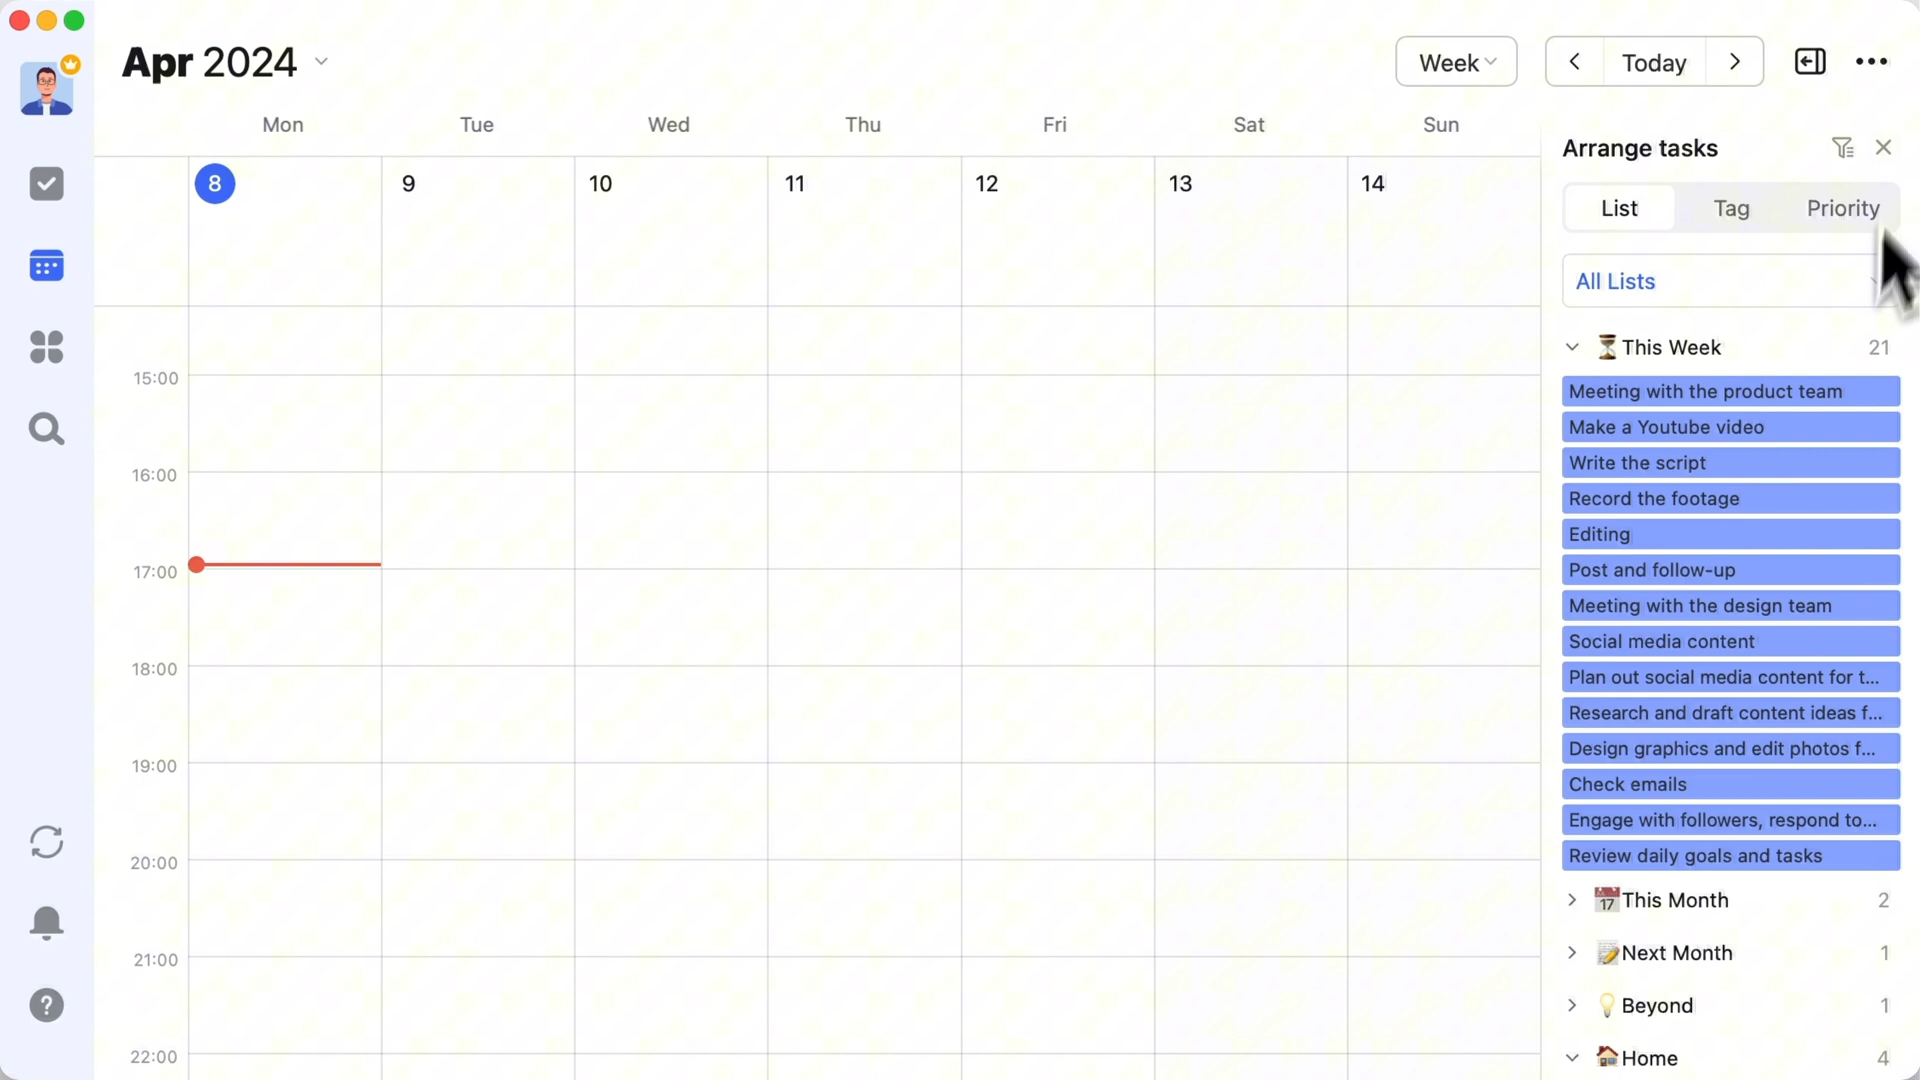 Apr 2024
Week
Today
Mon Tue Wed Thu Fri Sat Sun
8 9 10 11 12 13 14
15:00
16:00
17:00
18:00
19:00
20:00
21:00
22:00
Arrange tasks
List Tag Priority
All Lists
This Week 21
Meeting with the product team
Make a Youtube video
Write the script
Record the footage
Editing
Post and follow-up
Meeting with the design team
Social media content
Plan out social media content for t...
Research and draft content ideas f...
Design graphics and edit photos f...
Check emails
Engage with followers, respond to...
Review daily goals and tasks
17 This Month 2
Next Month 1
Beyond 1
Home 4